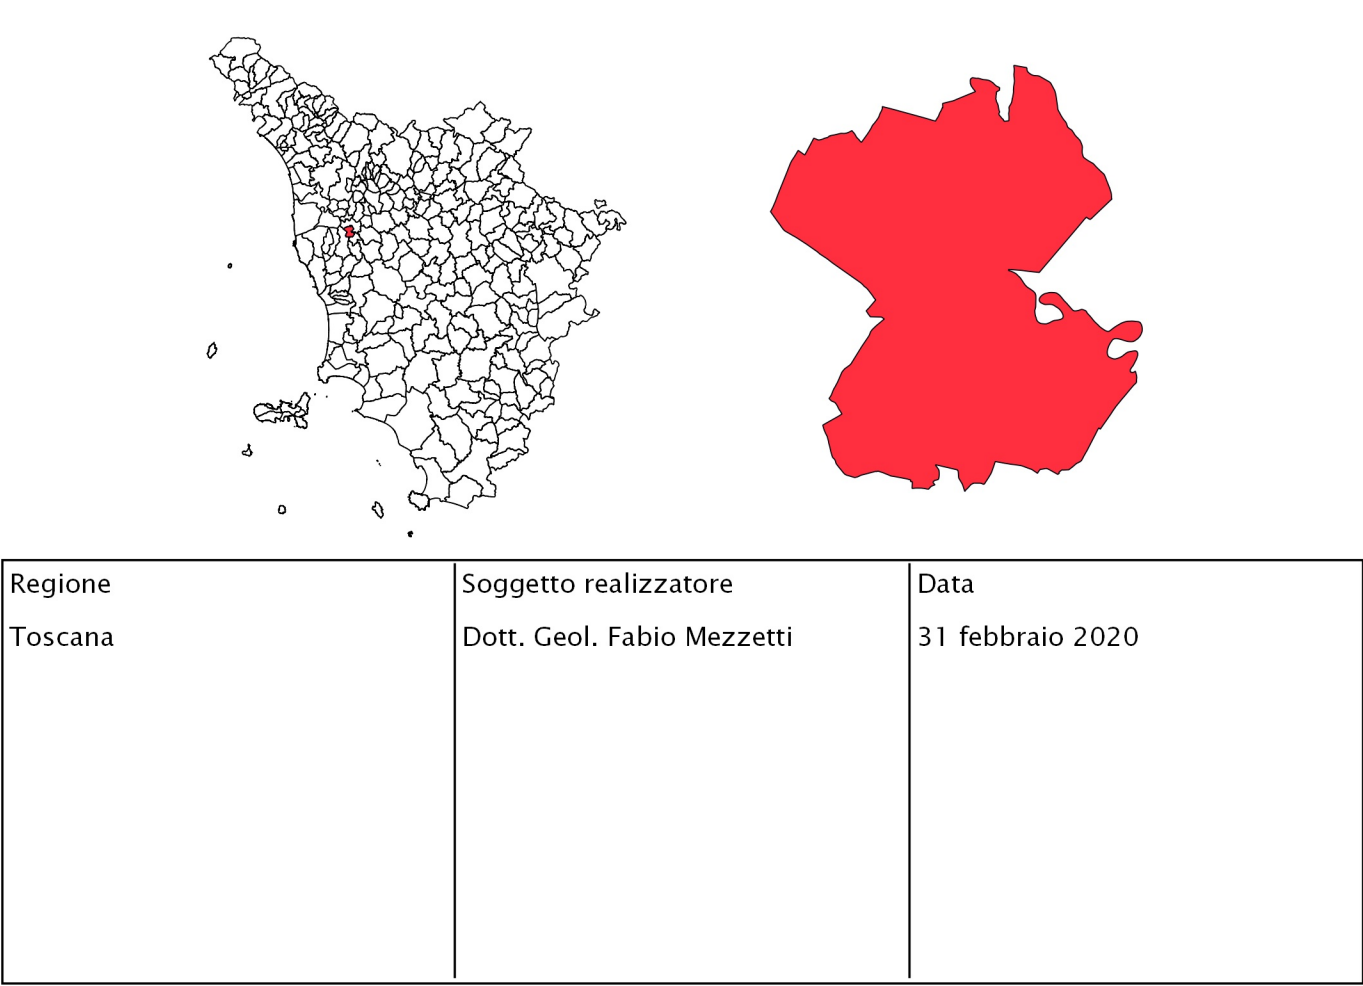 Regione
Soggetto realizzatore
Data
Toscana
Dott. Geol. Fabio Mezzetti
31 febbraio 2020